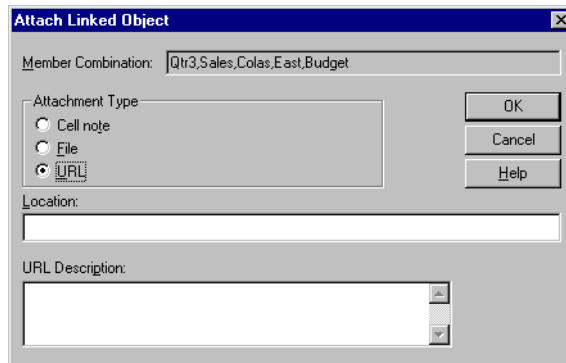 Attach Linked Object
Member Combination: Qtr3,Sales,Colas,East,Budget
Attachment Type
Cell note
File
URL
OK
Cancel
Help
Location:
URL Description: